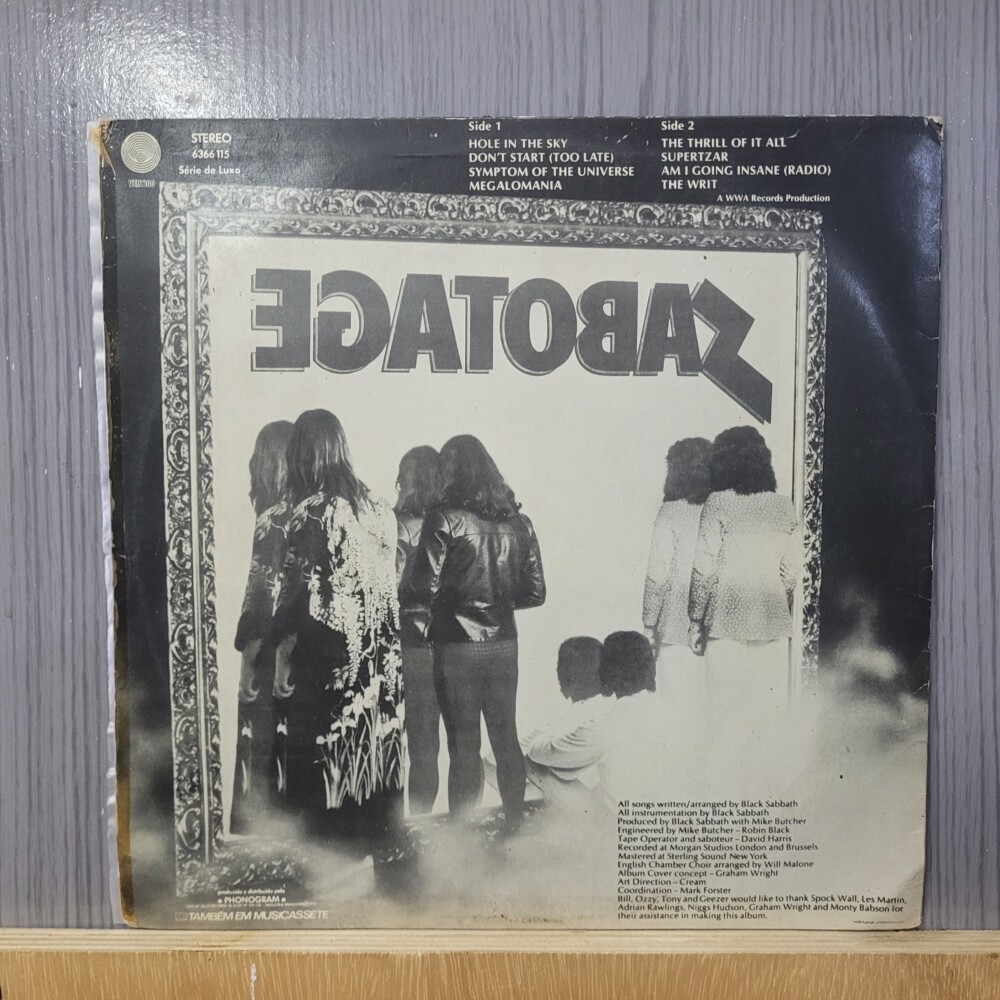 STEREO
6366 115
Série de Luxo
VERTIGO
Side 1
HOLE IN THE SKY
DON'T START (TOO LATE)
SYMPTOM OF THE UNIVERSE
MEGALOMANIA
Side 2
THE THRILL OF IT ALL
SUPERTZAR
AM I GOING INSANE (RADIO)
THE WRIT
A WWA Records Production
SABOTAGE
All songs written/arranged by Black Sabbath
All instrumentation by Black Sabbath
Produced by Black Sabbath with Mike Butcher
Engineered by Mike Butcher – Robin Black
Tape Operator and saboteur – David Harris
Recorded at Morgan Studios London and Brussels
Mastered at Sterling Sound New York
English Chamber Choir arranged by Will Malone
Album Cover concept – Graham Wright
Art Direction – Cream
Coordination – Mark Forster
Bill, Ozzy, Tony and Geezer would like to thank Spock Wall, Les Martin,
Adrian Rawlings, Niggs Hudson, Graham Wright and Monty Babson for
their assistance in making this album.
produzido e distribuído pela
PHONOGRAM
TAMBÉM EM MUSICASSETE